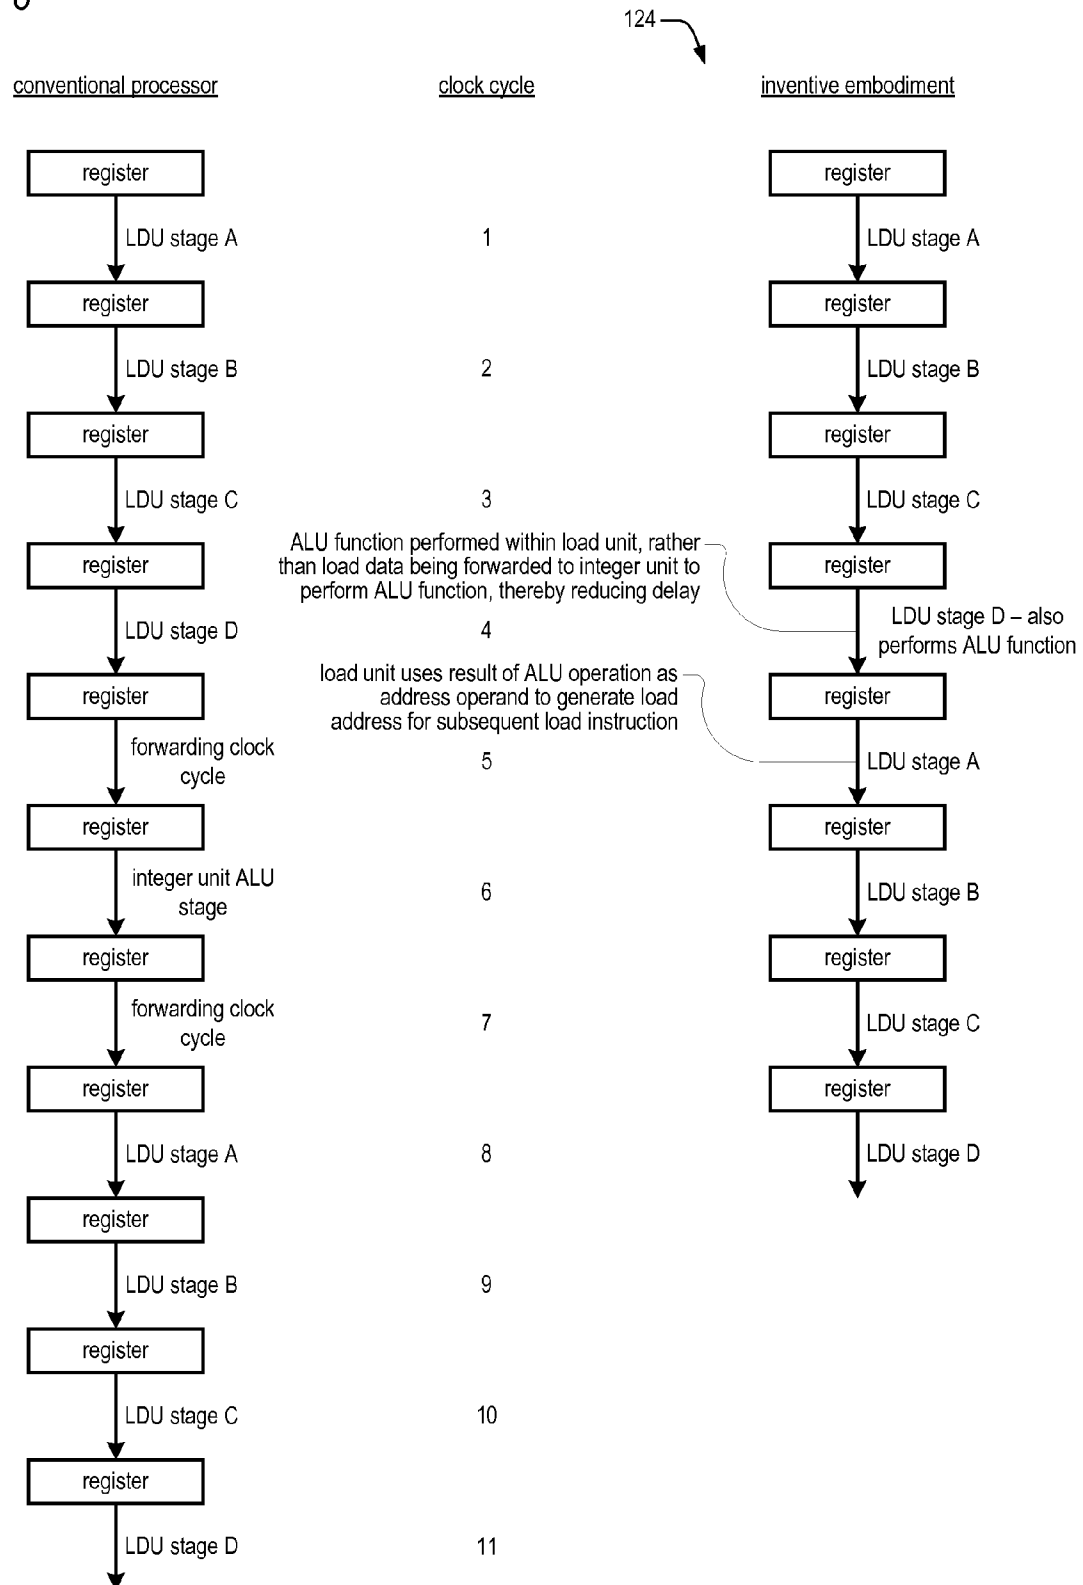 124
conventional processor
clock cycle
inventive embodiment
register
register
LDU stage A
1
LDU stage A
register
register
LDU stage B
2
LDU stage B
register
register
LDU stage C
3
LDU stage C
ALU function performed within load unit, rather
than load data being forwarded to integer unit to
perform ALU function, thereby reducing delay
register
register
LDU stage D
4
LDU stage D – also
performs ALU function
load unit uses result of ALU operation as
address operand to generate load
address for subsequent load instruction
register
register
forwarding clock
cycle
5
LDU stage A
register
register
integer unit ALU
stage
6
LDU stage B
register
register
forwarding clock
cycle
7
LDU stage C
register
register
LDU stage A
8
LDU stage D
register
LDU stage B
9
register
LDU stage C
10
register
LDU stage D
11